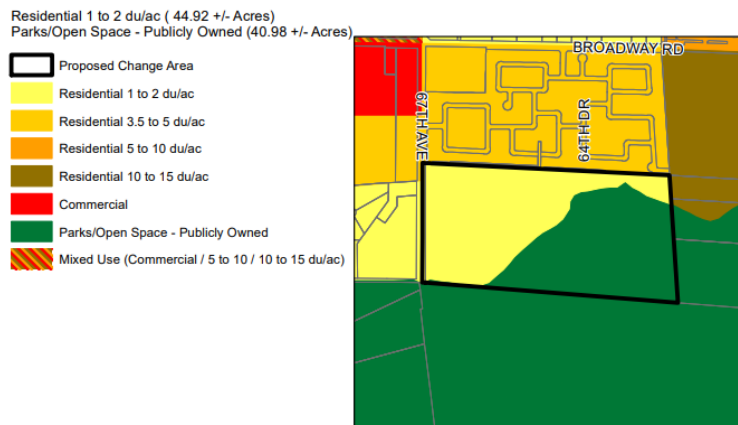 Residential 1 to 2 du/ac ( 44.92 +/- Acres)
Parks/Open Space - Publicly Owned (40.98 +/- Acres)
Proposed Change Area
Residential 1 to 2 du/ac
Residential 3.5 to 5 du/ac
Residential 5 to 10 du/ac
Residential 10 to 15 du/ac
Commercial
Parks/Open Space - Publicly Owned
Mixed Use (Commercial / 5 to 10 / 10 to 15 du/ac)
BROADWAY RD
67TH AVE
64TH DR